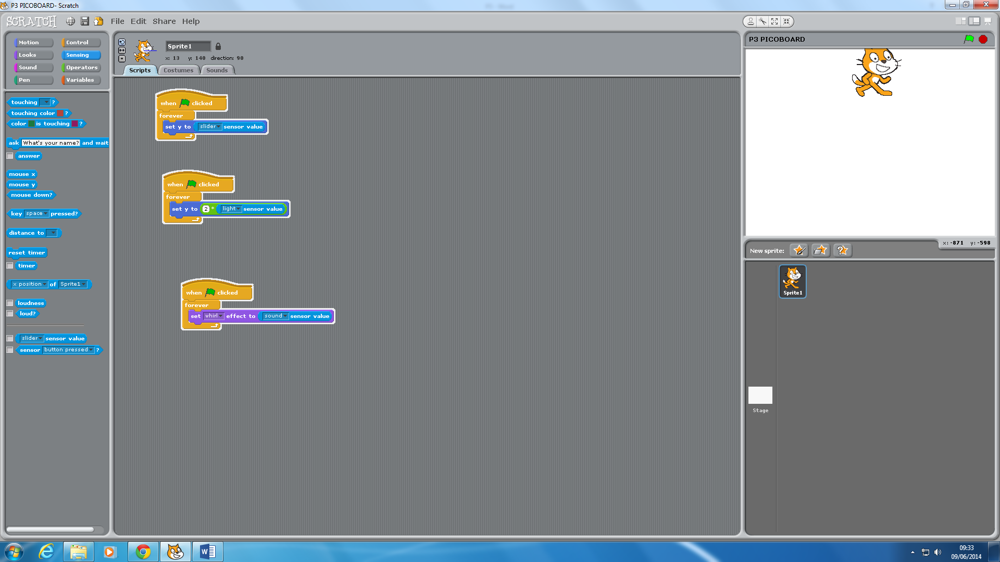 P3 PICOBOARD- Scratch
SCRATCH File Edit Share Help
Motion Control
Looks Sensing
Sound Operators
Pen Variables
touching ?
touching color ?
color is touching ?
ask What's your name? and wait
answer
mouse x
mouse y
mouse down?
key space pressed?
distance to
reset timer
timer
x position of Sprite1
loudness
loud?
slider sensor value
sensor button pressed ?
Sprite1
x: 13 y: 140 direction: 90
Scripts Costumes Sounds
when clicked
forever
set y to slider sensor value
when clicked
forever
set y to 2 * light sensor value
when clicked
forever
set whirl effect to sound sensor value
P3 PICOBOARD
x: -871 y: -598
New sprite:
Sprite1
Stage
09:33
09/06/2014